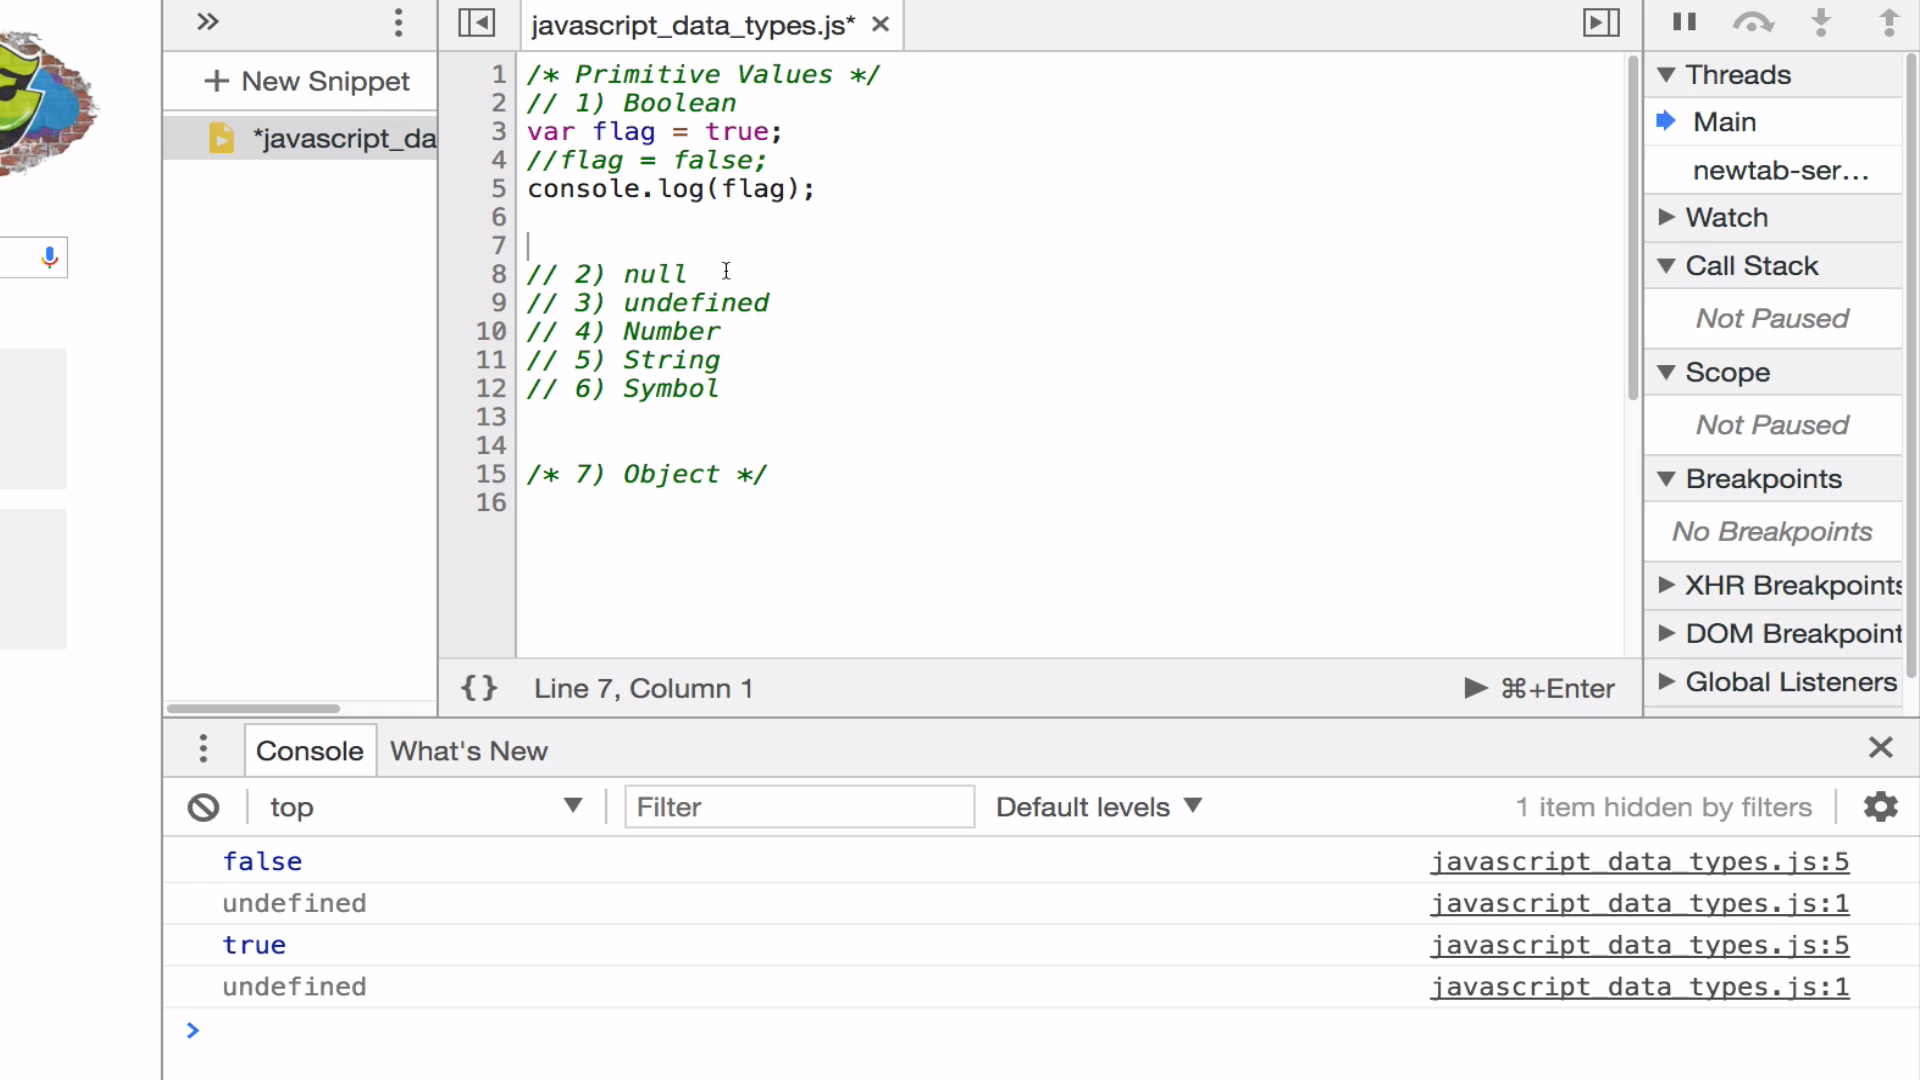 javascript_data_types.js*
New Snippet
*javascript_da
1 /* Primitive Values */
2 // 1) Boolean
3 var flag = true;
4 //flag = false;
5 console.log(flag);
6
7
8 // 2) null
9 // 3) undefined
10 // 4) Number
11 // 5) String
12 // 6) Symbol
13
14
15 /* 7) Object */
16
{} Line 7, Column 1
⌘+Enter
Threads
Main
newtab-ser...
Watch
Call Stack
Not Paused
Scope
Not Paused
Breakpoints
No Breakpoints
XHR Breakpoints
DOM Breakpoint
Global Listeners
Console What's New
top Filter Default levels 1 item hidden by filters
false javascript_data_types.js:5
undefined javascript_data_types.js:1
true javascript_data_types.js:5
undefined javascript_data_types.js:1
>